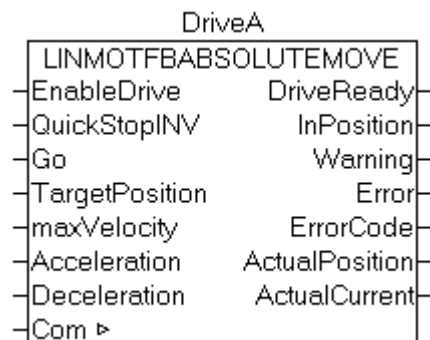 DriveA
LINMOTFBABSOLUTEMOVE
EnableDrive DriveReady
QuickStopINV InPosition
Go Warning
TargetPosition Error
maxVelocity ErrorCode
Acceleration ActualPosition
Deceleration ActualCurrent
Com ▹